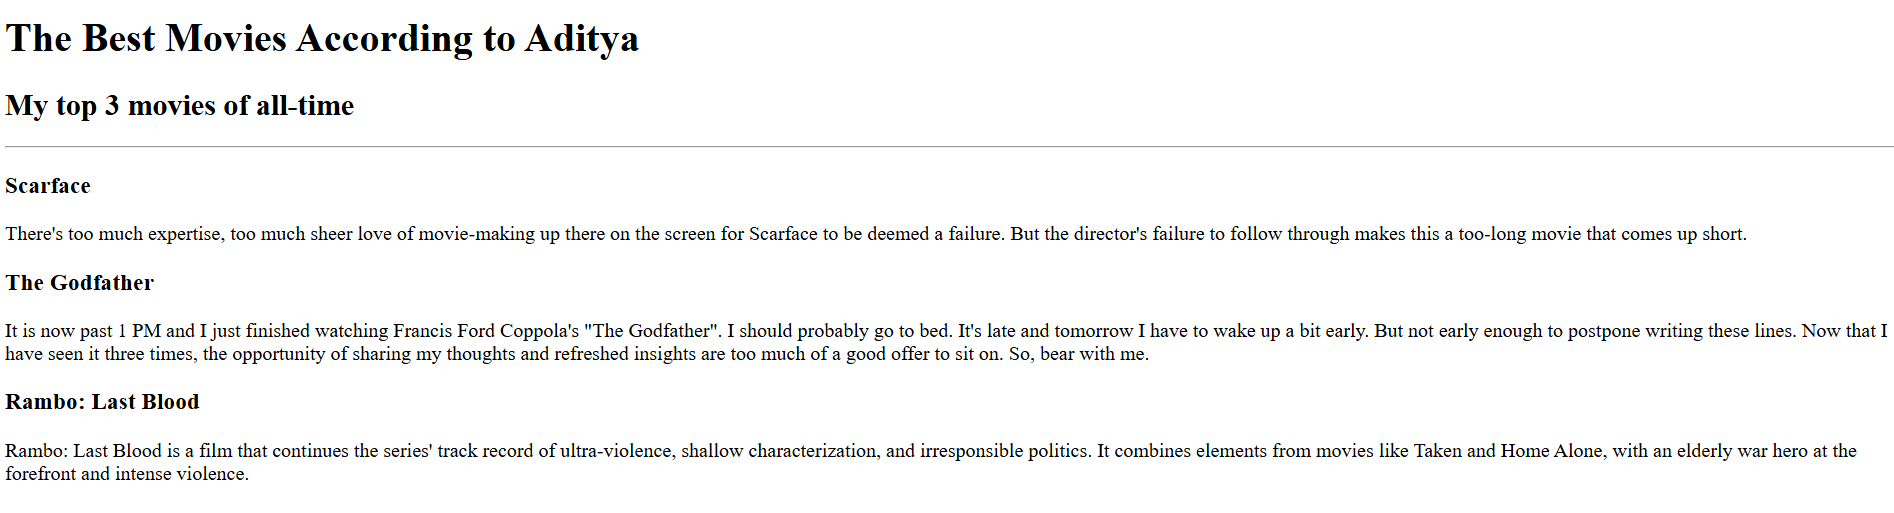 The Best Movies According to Aditya
My top 3 movies of all-time
Scarface
There's too much expertise, too much sheer love of movie-making up there on the screen for Scarface to be deemed a failure. But the director's failure to follow through makes this a too-long movie that comes up short.
The Godfather
It is now past 1 PM and I just finished watching Francis Ford Coppola's "The Godfather". I should probably go to bed. It's late and tomorrow I have to wake up a bit early. But not early enough to postpone writing these lines. Now that I
have seen it three times, the opportunity of sharing my thoughts and refreshed insights are too much of a good offer to sit on. So, bear with me.
Rambo: Last Blood
Rambo: Last Blood is a film that continues the series' track record of ultra-violence, shallow characterization, and irresponsible politics. It combines elements from movies like Taken and Home Alone, with an elderly war hero at the
forefront and intense violence.